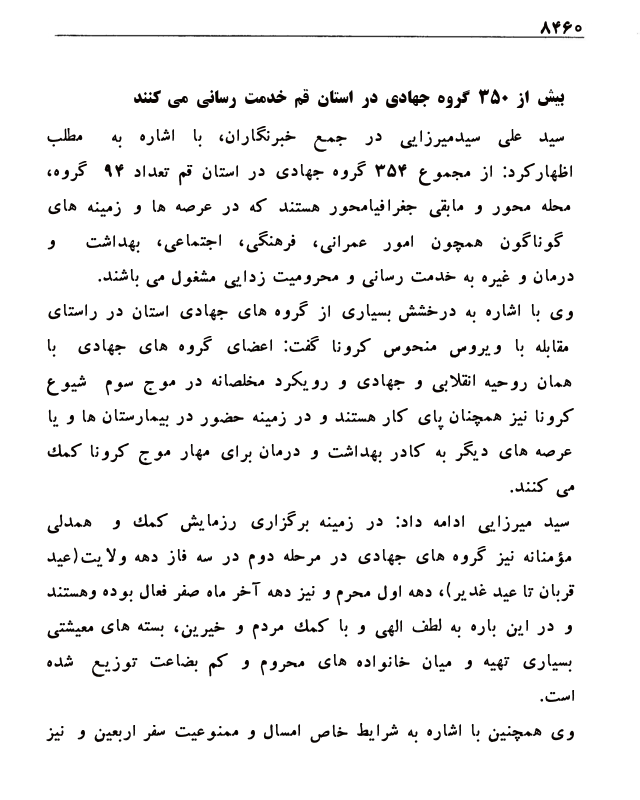 ۸۴۶۰
بیش از ۳۵۰ گروه جهادی در استان قم خدمت رسانی می کنند
سید علی سیدمیرزایی در جمع خبرنگاران، با اشاره به مطلب
اظهارکرد: از مجموع ۳۵۴ گروه جهادی در استان قم تعداد ۹۴ گروه،
محله محور و مابقی جغرافیامحور هستند که در عرصه ها و زمینه های
گوناگون همچون امور عمرانی، فرهنگی، اجتماعی، بهداشت و
درمان و غیره به خدمت رسانی و محرومیت زدایی مشغول می باشند.
وی با اشاره به درخشش بسیاری از گروه های جهادی استان در راستای
مقابله با ویروس منحوس کرونا گفت: اعضای گروه های جهادی با
همان روحیه انقلابی و جهادی و رویکرد مخلصانه در موج سوم شیوع
کرونا نیز همچنان پای کار هستند و در زمینه حضور در بیمارستان ها و یا
عرصه های دیگر به کادر بهداشت و درمان برای مهار موج کرونا کمك
می کنند.
سید میرزایی ادامه داد: در زمینه برگزاری رزمایش کمك و همدلی
مؤمنانه نیز گروه های جهادی در مرحله دوم در سه فاز دهه ولایت(عید
قربان تا عید غدیر)، دهه اول محرم و نیز دهه آخر ماه صفر فعال بوده وهستند
و در این باره به لطف الهی و با کمك مردم و خیرین، بسته های معیشتی
بسیاری تهیه و میان خانواده های محروم و کم بضاعت توزیع شده
است.
وی همچنین با اشاره به شرایط خاص امسال و ممنوعیت سفر اربعین و نیز